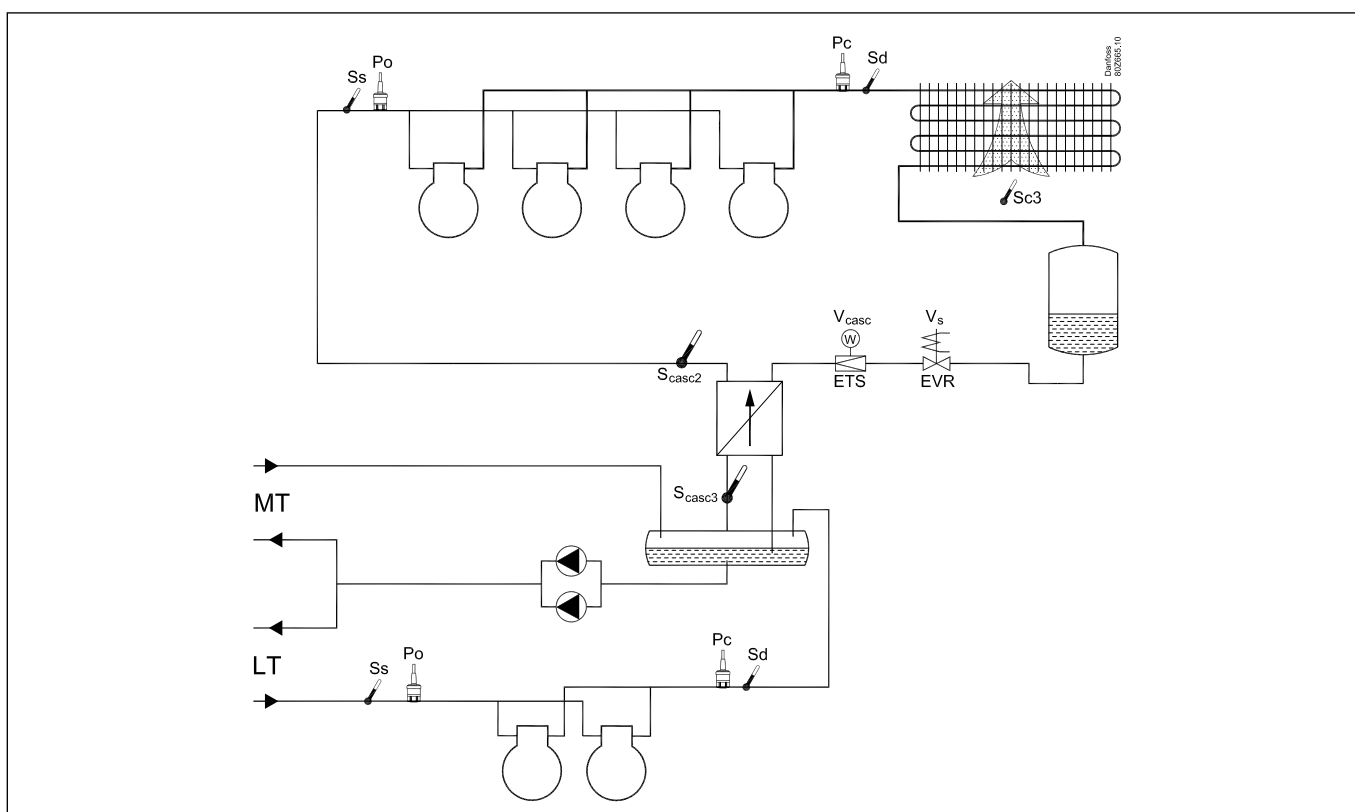 Ss
Po
Pc
Sd
Danfoss
80Z665.10
Sc3
Vcasc
Vs
W
ETS
EVR
Scasc2
Scasc3
MT
LT
Ss
Po
Pc
Sd